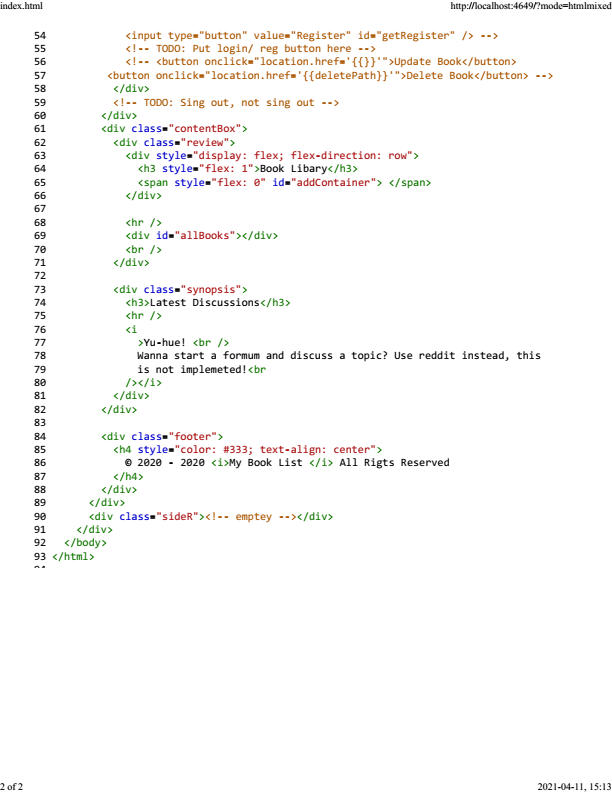 index.html http://localhost:4649/?mode=htmlmixed
54 <input type="button" value="Register" id="getRegister" /> -->
55 <!-- TODO: Put login/ reg button here -->
56 <!-- <button onclick="location.href='{{}}'">Update Book</button>
57 <button onclick="location.href='{{deletePath}}'">Delete Book</button> -->
58 </div>
59 <!-- TODO: Sing out, not sing out -->
60 </div>
61 <div class="contentBox">
62 <div class="review">
63 <div style="display: flex; flex-direction: row">
64 <h3 style="flex: 1">Book Libary</h3>
65 <span style="flex: 0" id="addContainer"> </span>
66 </div>
67
68 <hr />
69 <div id="allBooks"></div>
70 <br />
71 </div>
72
73 <div class="synopsis">
74 <h3>Latest Discussions</h3>
75 <hr />
76 <i
77 >Yu-hue! <br />
78 Wanna start a formum and discuss a topic? Use reddit instead, this
79 is not implemeted!<br
80 /></i>
81 </div>
82 </div>
83
84 <div class="footer">
85 <h4 style="color: #333; text-align: center">
86 © 2020 - 2020 <i>My Book List </i> All Rigts Reserved
87 </h4>
88 </div>
89 </div>
90 <div class="sideR"><!-- emptey --></div>
91 </div>
92 </body>
93 </html>
2 of 2 2021-04-11, 15:13